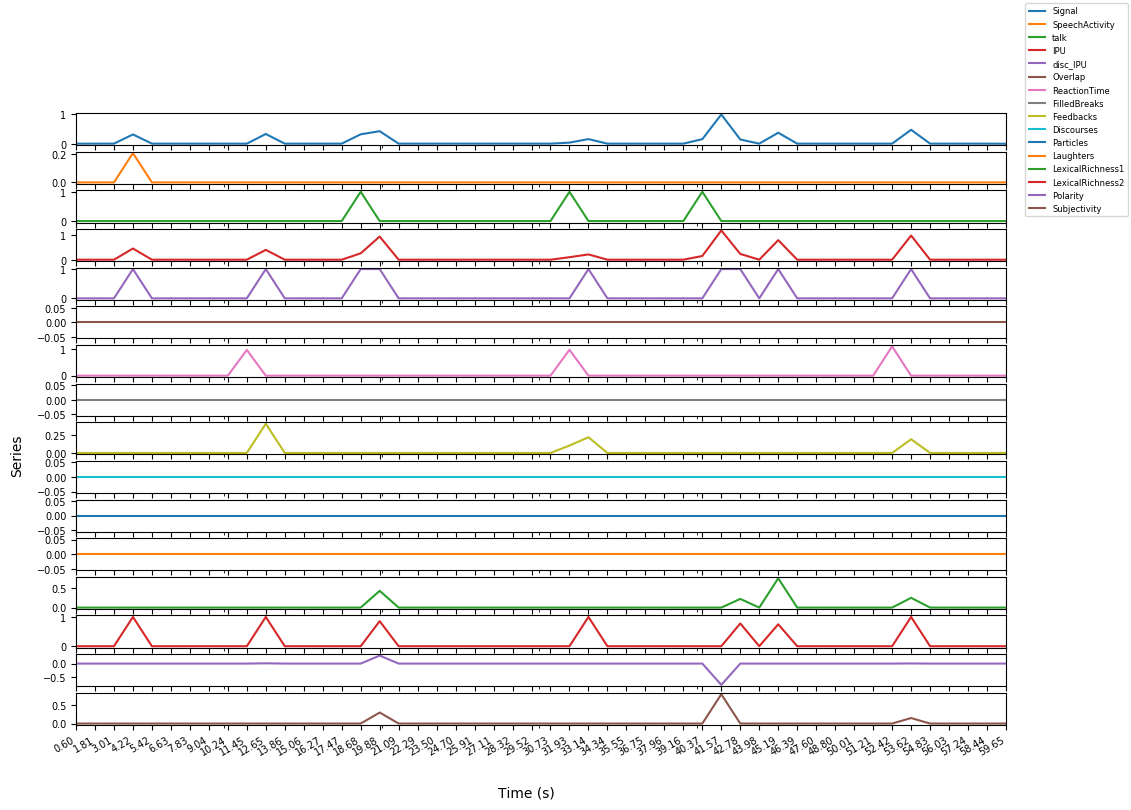 Signal
SpeechActivity
talk
IPU
disc_IPU
Overlap
ReactionTime
FilledBreaks
Feedbacks
Discourses
Particles
Laughters
LexicalRichness1
LexicalRichness2
Polarity
Subjectivity
1
0
0.2
0.0
1
0
1
0
1
0
0.05
0.00
−0.05
1
0
0.05
0.00
−0.05
0.25
0.00
0.05
0.00
−0.05
0.05
0.00
−0.05
0.05
0.00
−0.05
0.5
0.0
1
0
0.0
−0.5
0.5
0.0
Series
0.60 1.81 3.01 4.22 5.42 6.63 7.83 9.04 10.24 11.45 12.65 13.86 15.06 16.27 17.47 18.68 19.88 21.09 22.29 23.50 24.70 25.91 27.11 28.32 29.52 30.73 31.93 33.14 34.34 35.55 36.75 37.96 39.16 40.37 41.57 42.78 43.98 45.19 46.39 47.60 48.80 50.01 51.21 52.42 53.62 54.83 56.03 57.24 58.44 59.65
Time (s)